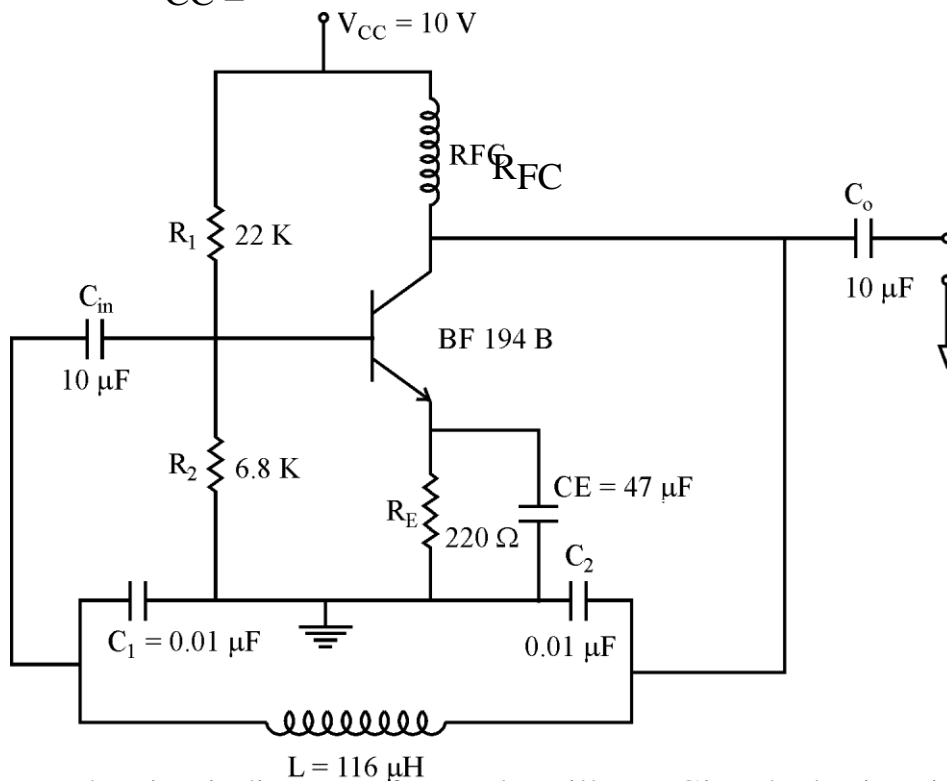 CC =
V_CC = 10 V
RFC
R_FC
C_o
R_1 22 K
10 μF
C_in
BF 194 B
10 μF
R_2 6.8 K
CE = 47 μF
R_E
220 Ω
C_2
C_1 = 0.01 μF
0.01 μF
L = 116 μH